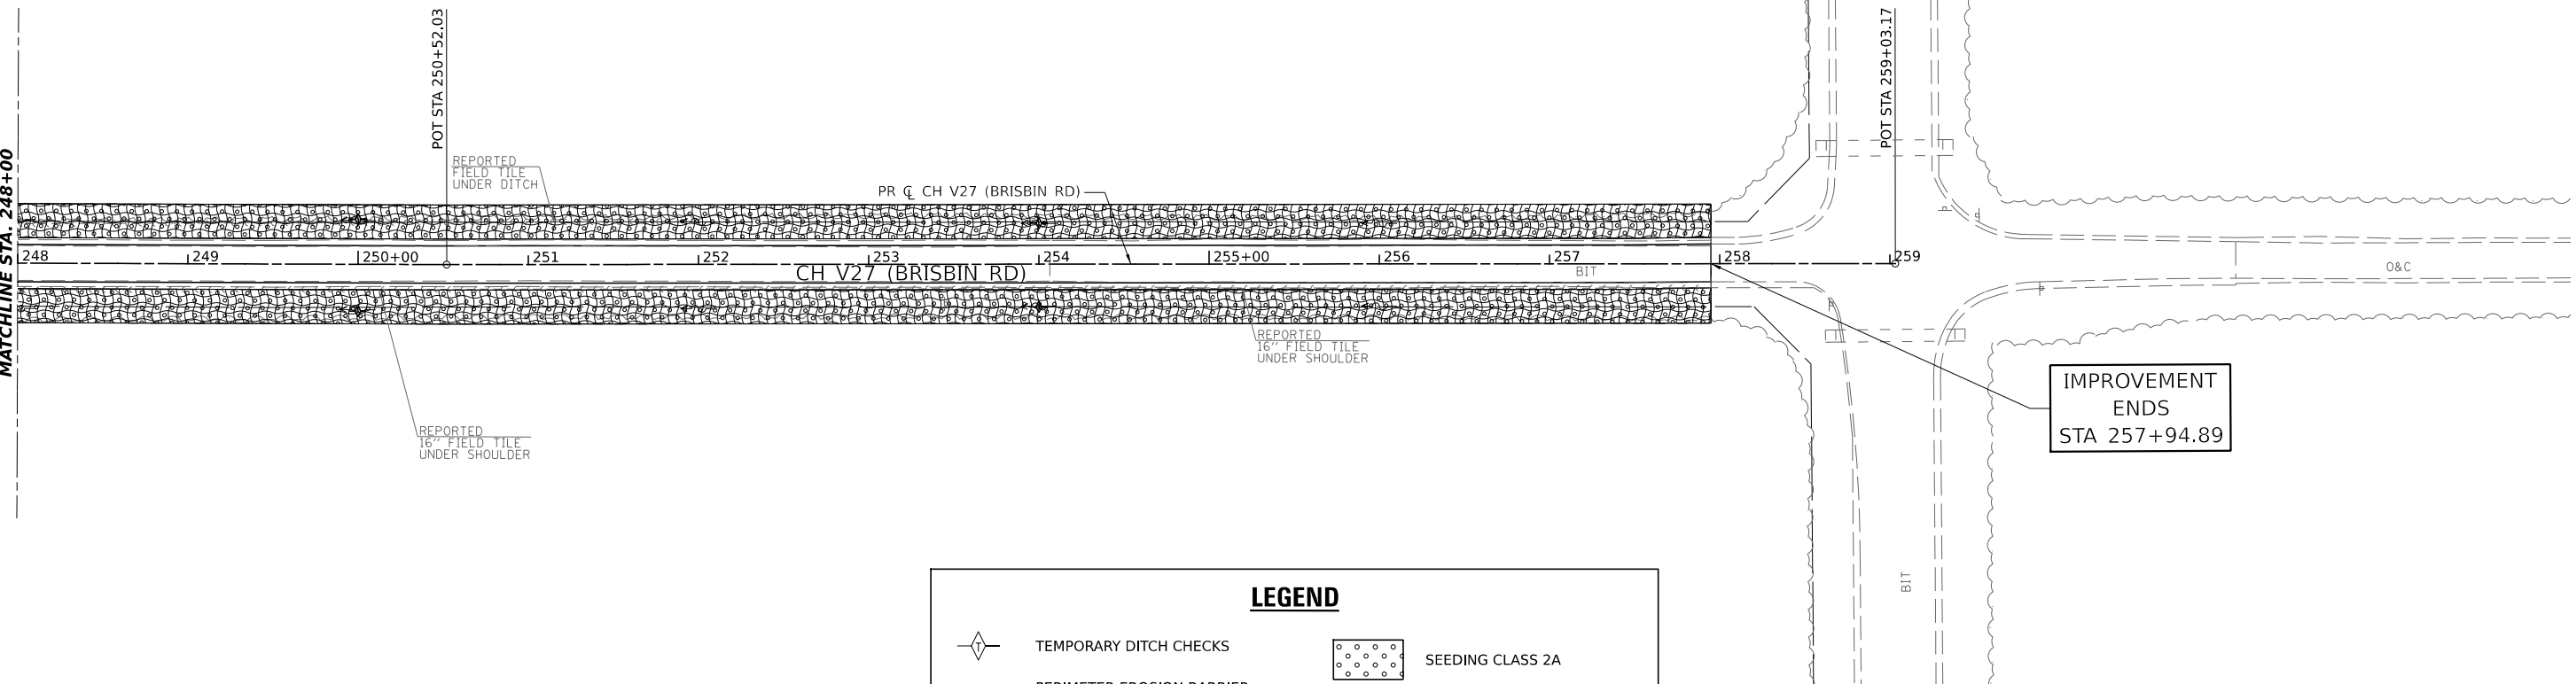 MATCHLINE STA. 248+00
POT STA 250+52.03
POT STA 259+03.17
REPORTED
FIELD TILE
UNDER DITCH
PR ℄ CH V27 (BRISBIN RD)
248 249 250+00 251 252 253 254 255+00 256 257 258 259
CH V27 (BRISBIN RD)
BIT
O&C
REPORTED
16'' FIELD TILE
UNDER SHOULDER
REPORTED
16'' FIELD TILE
UNDER SHOULDER
IMPROVEMENT
ENDS
STA 257+94.89
BIT
LEGEND
T TEMPORARY DITCH CHECKS
SEEDING CLASS 2A
PERIMETER EROSION BARRIER